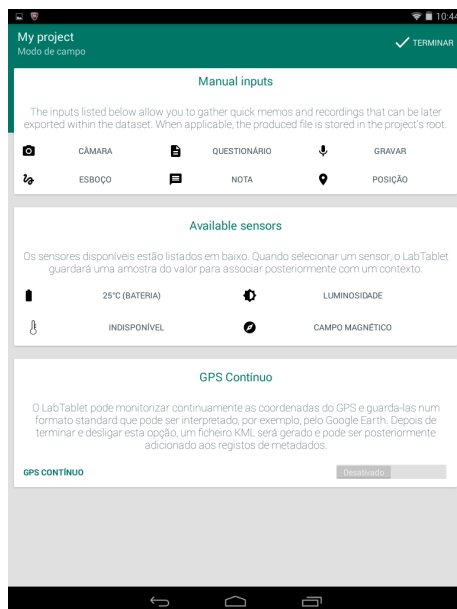 10:44
My project
Modo de campo
TERMINAR
Manual inputs
The inputs listed below allow you to gather quick memos and recordings that can be later
exported within the dataset. When applicable, the produced file is stored in the project's root.
CÂMARA QUESTIONÁRIO GRAVAR
ESBOÇO NOTA POSIÇÃO
Available sensors
Os sensores disponíveis estão listados em baixo. Quando selecionar um sensor, o LabTablet
guardará uma amostra do valor para associar posteriormente com um contexto.
25°C (BATERIA) LUMINOSIDADE
INDISPONÍVEL CAMPO MAGNÉTICO
GPS Contínuo
O LabTablet pode monitorizar continuamente as coordenadas do GPS e guarda-las num
formato standard que pode ser interpretado, por exemplo, pelo Google Earth. Depois de
terminar e desligar esta opção, um ficheiro KML será gerado e pode ser posteriormente
adicionado aos registos de metadados.
GPS CONTÍNUO Desativado